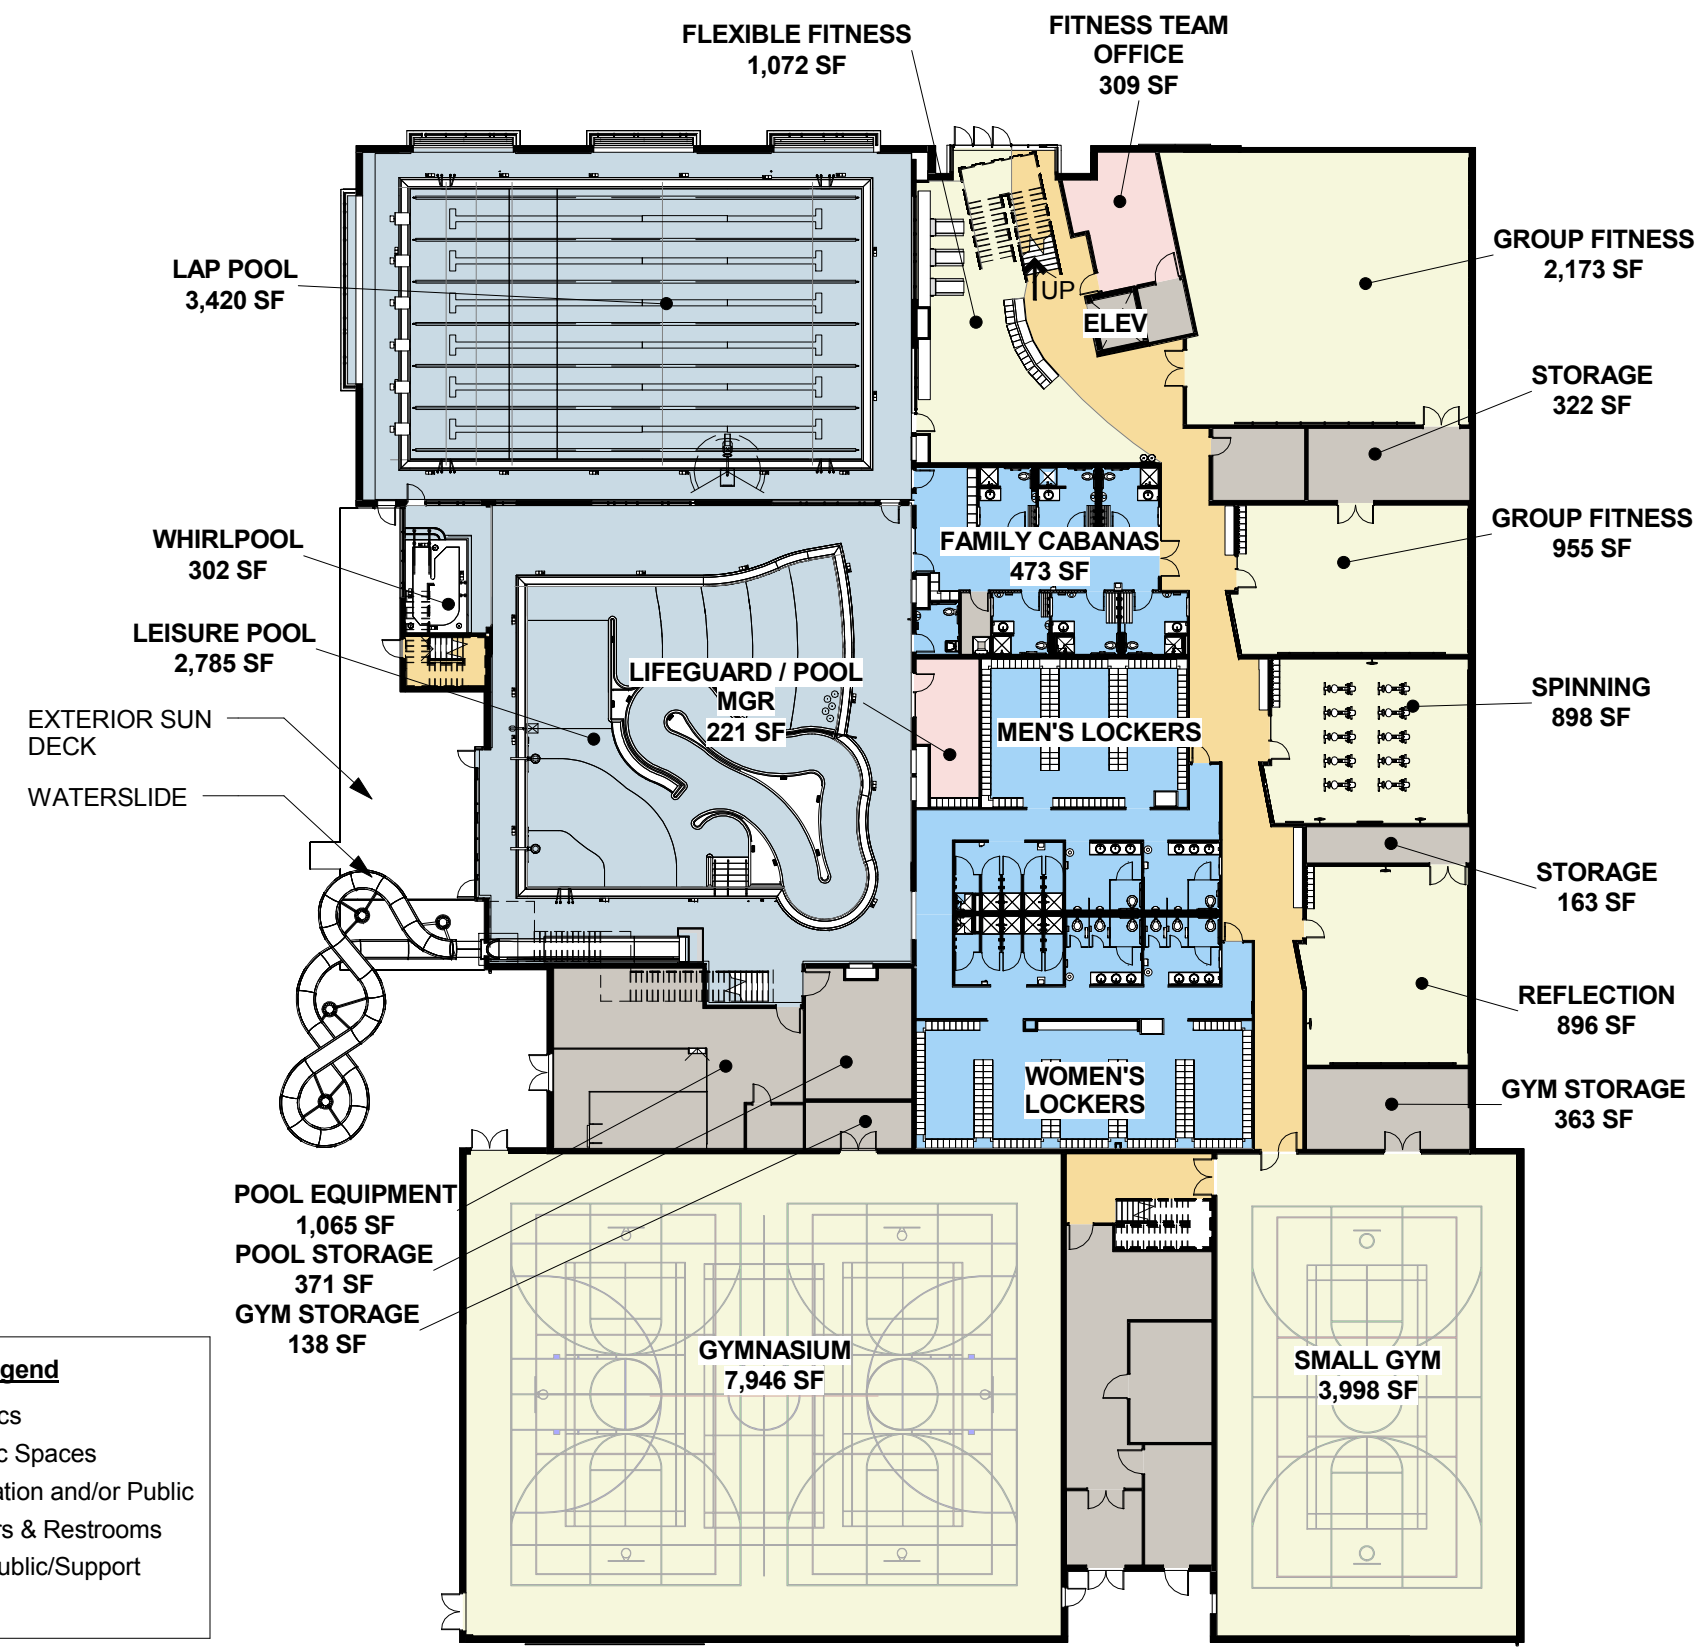 FLEXIBLE FITNESS
1,072 SF
FITNESS TEAM
OFFICE
309 SF
LAP POOL
3,420 SF
GROUP FITNESS
2,173 SF
UP
ELEV
STORAGE
322 SF
WHIRLPOOL
302 SF
FAMILY CABANAS
473 SF
GROUP FITNESS
955 SF
LEISURE POOL
2,785 SF
LIFEGUARD / POOL
MGR
221 SF
MEN'S LOCKERS
SPINNING
898 SF
EXTERIOR SUN
DECK
WATERSLIDE
STORAGE
163 SF
REFLECTION
896 SF
WOMEN'S
LOCKERS
GYM STORAGE
363 SF
POOL EQUIPMENT
1,065 SF
POOL STORAGE
371 SF
GYM STORAGE
138 SF
GYMNASIUM
7,946 SF
SMALL GYM
3,998 SF
gend
cs
c Spaces
ation and/or Public
rs & Restrooms
ublic/Support